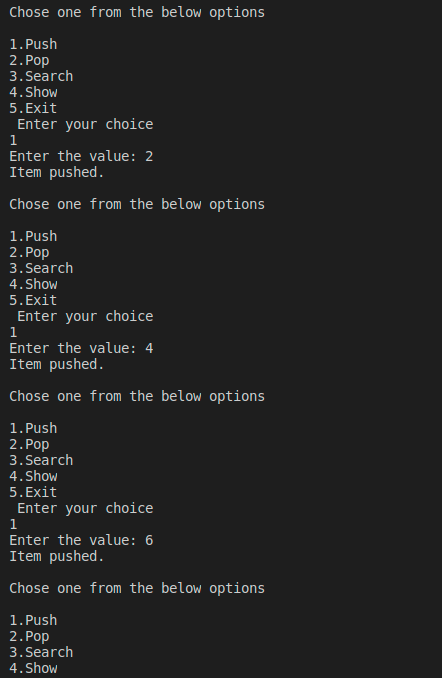 Chose one from the below options
1.Push
2.Pop
3.Search
4.Show
5.Exit
Enter your choice
1
Enter the value: 2
Item pushed.
Chose one from the below options
1.Push
2.Pop
3.Search
4.Show
5.Exit
Enter your choice
1
Enter the value: 4
Item pushed.
Chose one from the below options
1.Push
2.Pop
3.Search
4.Show
5.Exit
Enter your choice
1
Enter the value: 6
Item pushed.
Chose one from the below options
1.Push
2.Pop
3.Search
4.Show